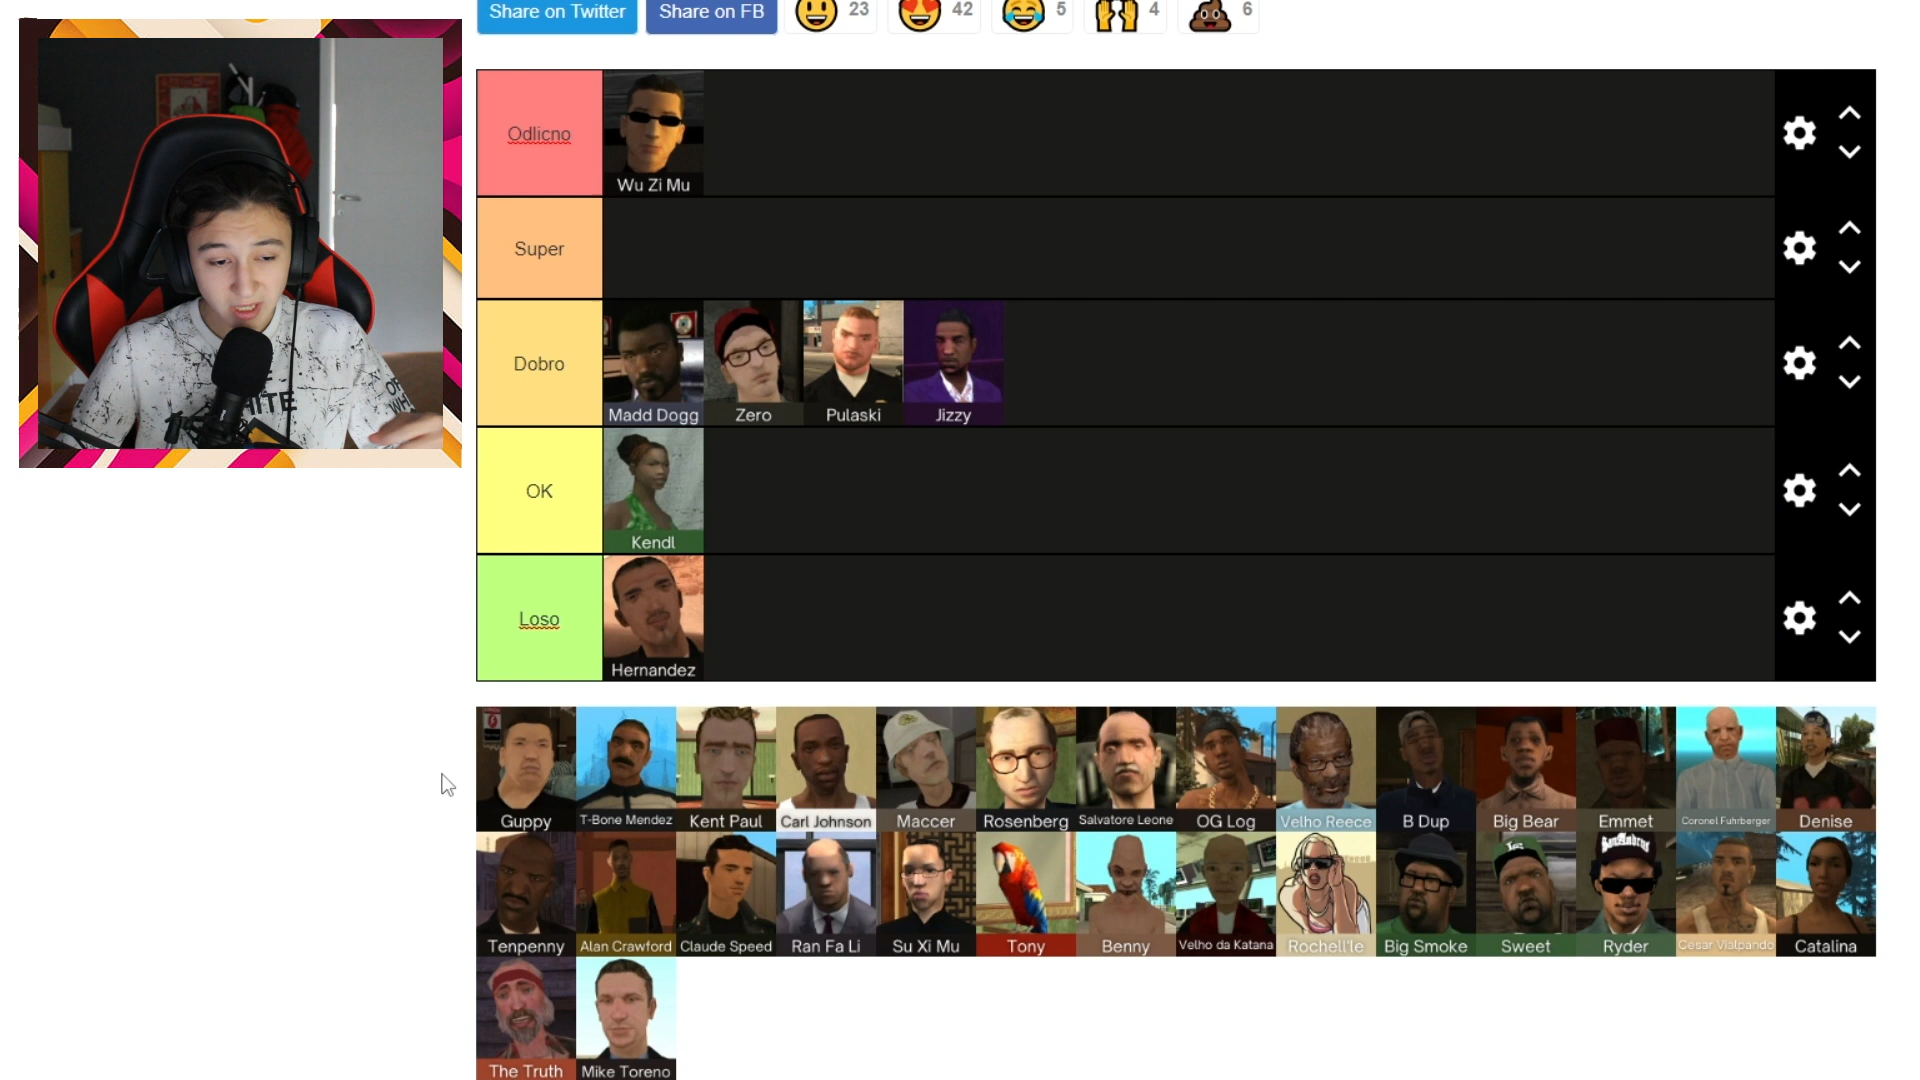 Share on Twitter
Share on FB
23
42
5
4
6
Odlicno
Wu Zi Mu
Super
Dobro
Madd Dogg
Zero
Pulaski
Jizzy
OK
Kendl
Loso
Hernandez
Guppy
T-Bone Mendez
Kent Paul
Carl Johnson
Maccer
Rosenberg
Salvatore Leone
OG Log
Velho Reece
B Dup
Big Bear
Emmet
Coronel Fuhrberger
Denise
Tenpenny
Alan Crawford
Claude Speed
Ran Fa Li
Su Xi Mu
Tony
Benny
Velho da Katana
Rochell'le
Big Smoke
Sweet
Ryder
Cesar Vialpando
Catalina
The Truth
Mike Toreno